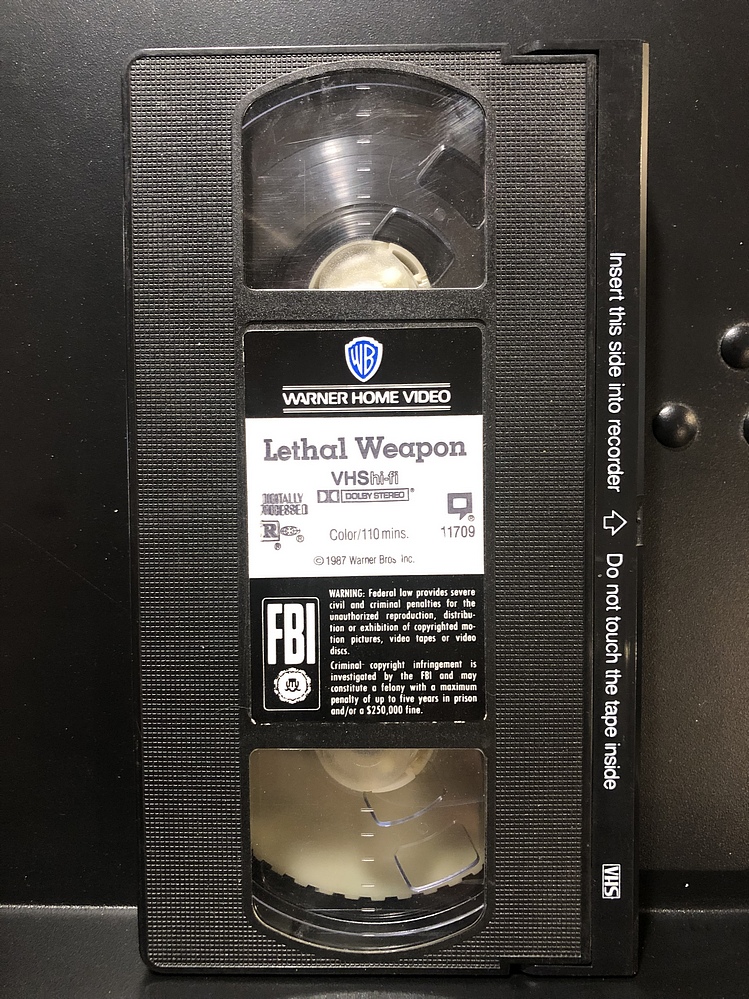 WB
WARNER HOME VIDEO
Lethal Weapon
VHS hi-fi
DIGITALLY
PROCESSED
DOLBY STEREO®
R
®
CC
®
®
Color/110 mins.
11709
© 1987 Warner Bros Inc.
FBI
WARNING: Federal law provides severe
civil and criminal penalties for the
unauthorized reproduction, distribu-
tion or exhibition of copyrighted mo-
tion pictures, video tapes or video
discs.
Criminal copyright infringement is
investigated by the FBI and may
constitute a felony with a maximum
penalty of up to five years in prison
and/or a $250,000 fine.
Insert this side into recorder ⇧ Do not touch the tape inside
VHS